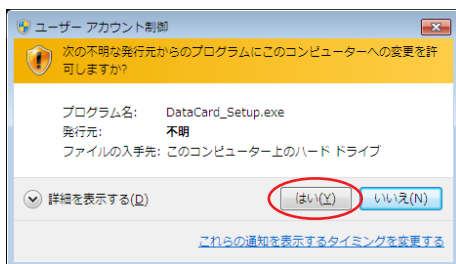 ユーザー アカウント制御
次の不明な発行元からのプログラムにこのコンピューターへの変更を許
可しますか?
プログラム名: DataCard_Setup.exe
発行元: 不明
ファイルの入手先: このコンピューター上のハード ドライブ
詳細を表示する(D) はい(Y) いいえ(N)
これらの通知を表示するタイミングを変更する